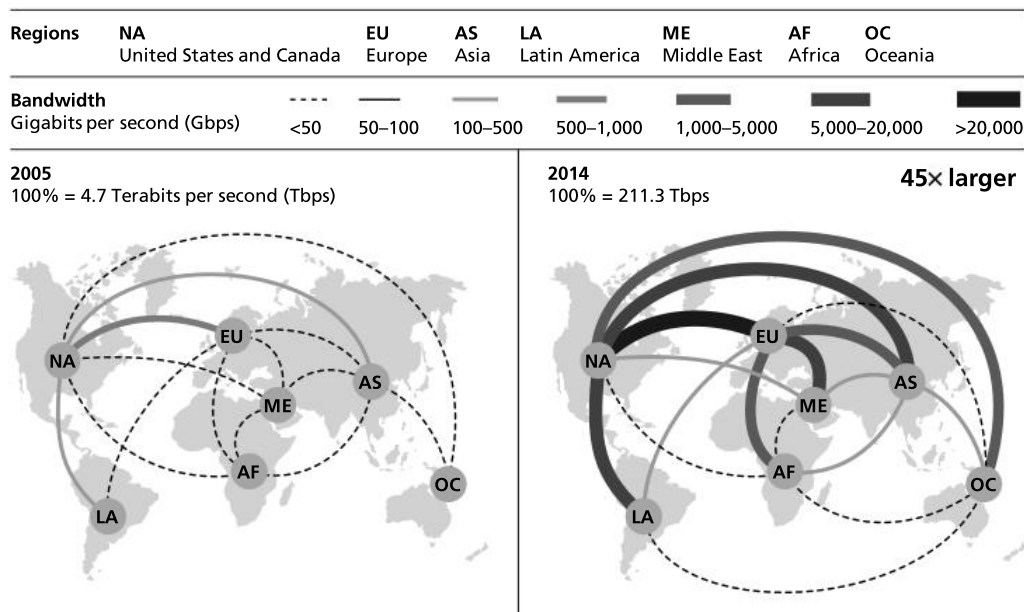 Regions NA EU AS LA ME AF OC
United States and Canada Europe Asia Latin America Middle East Africa Oceania
Bandwidth
Gigabits per second (Gbps) <50 50–100 100–500 500–1,000 1,000–5,000 5,000–20,000 >20,000
2005
100% = 4.7 Terabits per second (Tbps)
NA
EU
AS
ME
AF
OC
LA
2014
45× larger
100% = 211.3 Tbps
NA
EU
AS
ME
AF
OC
LA